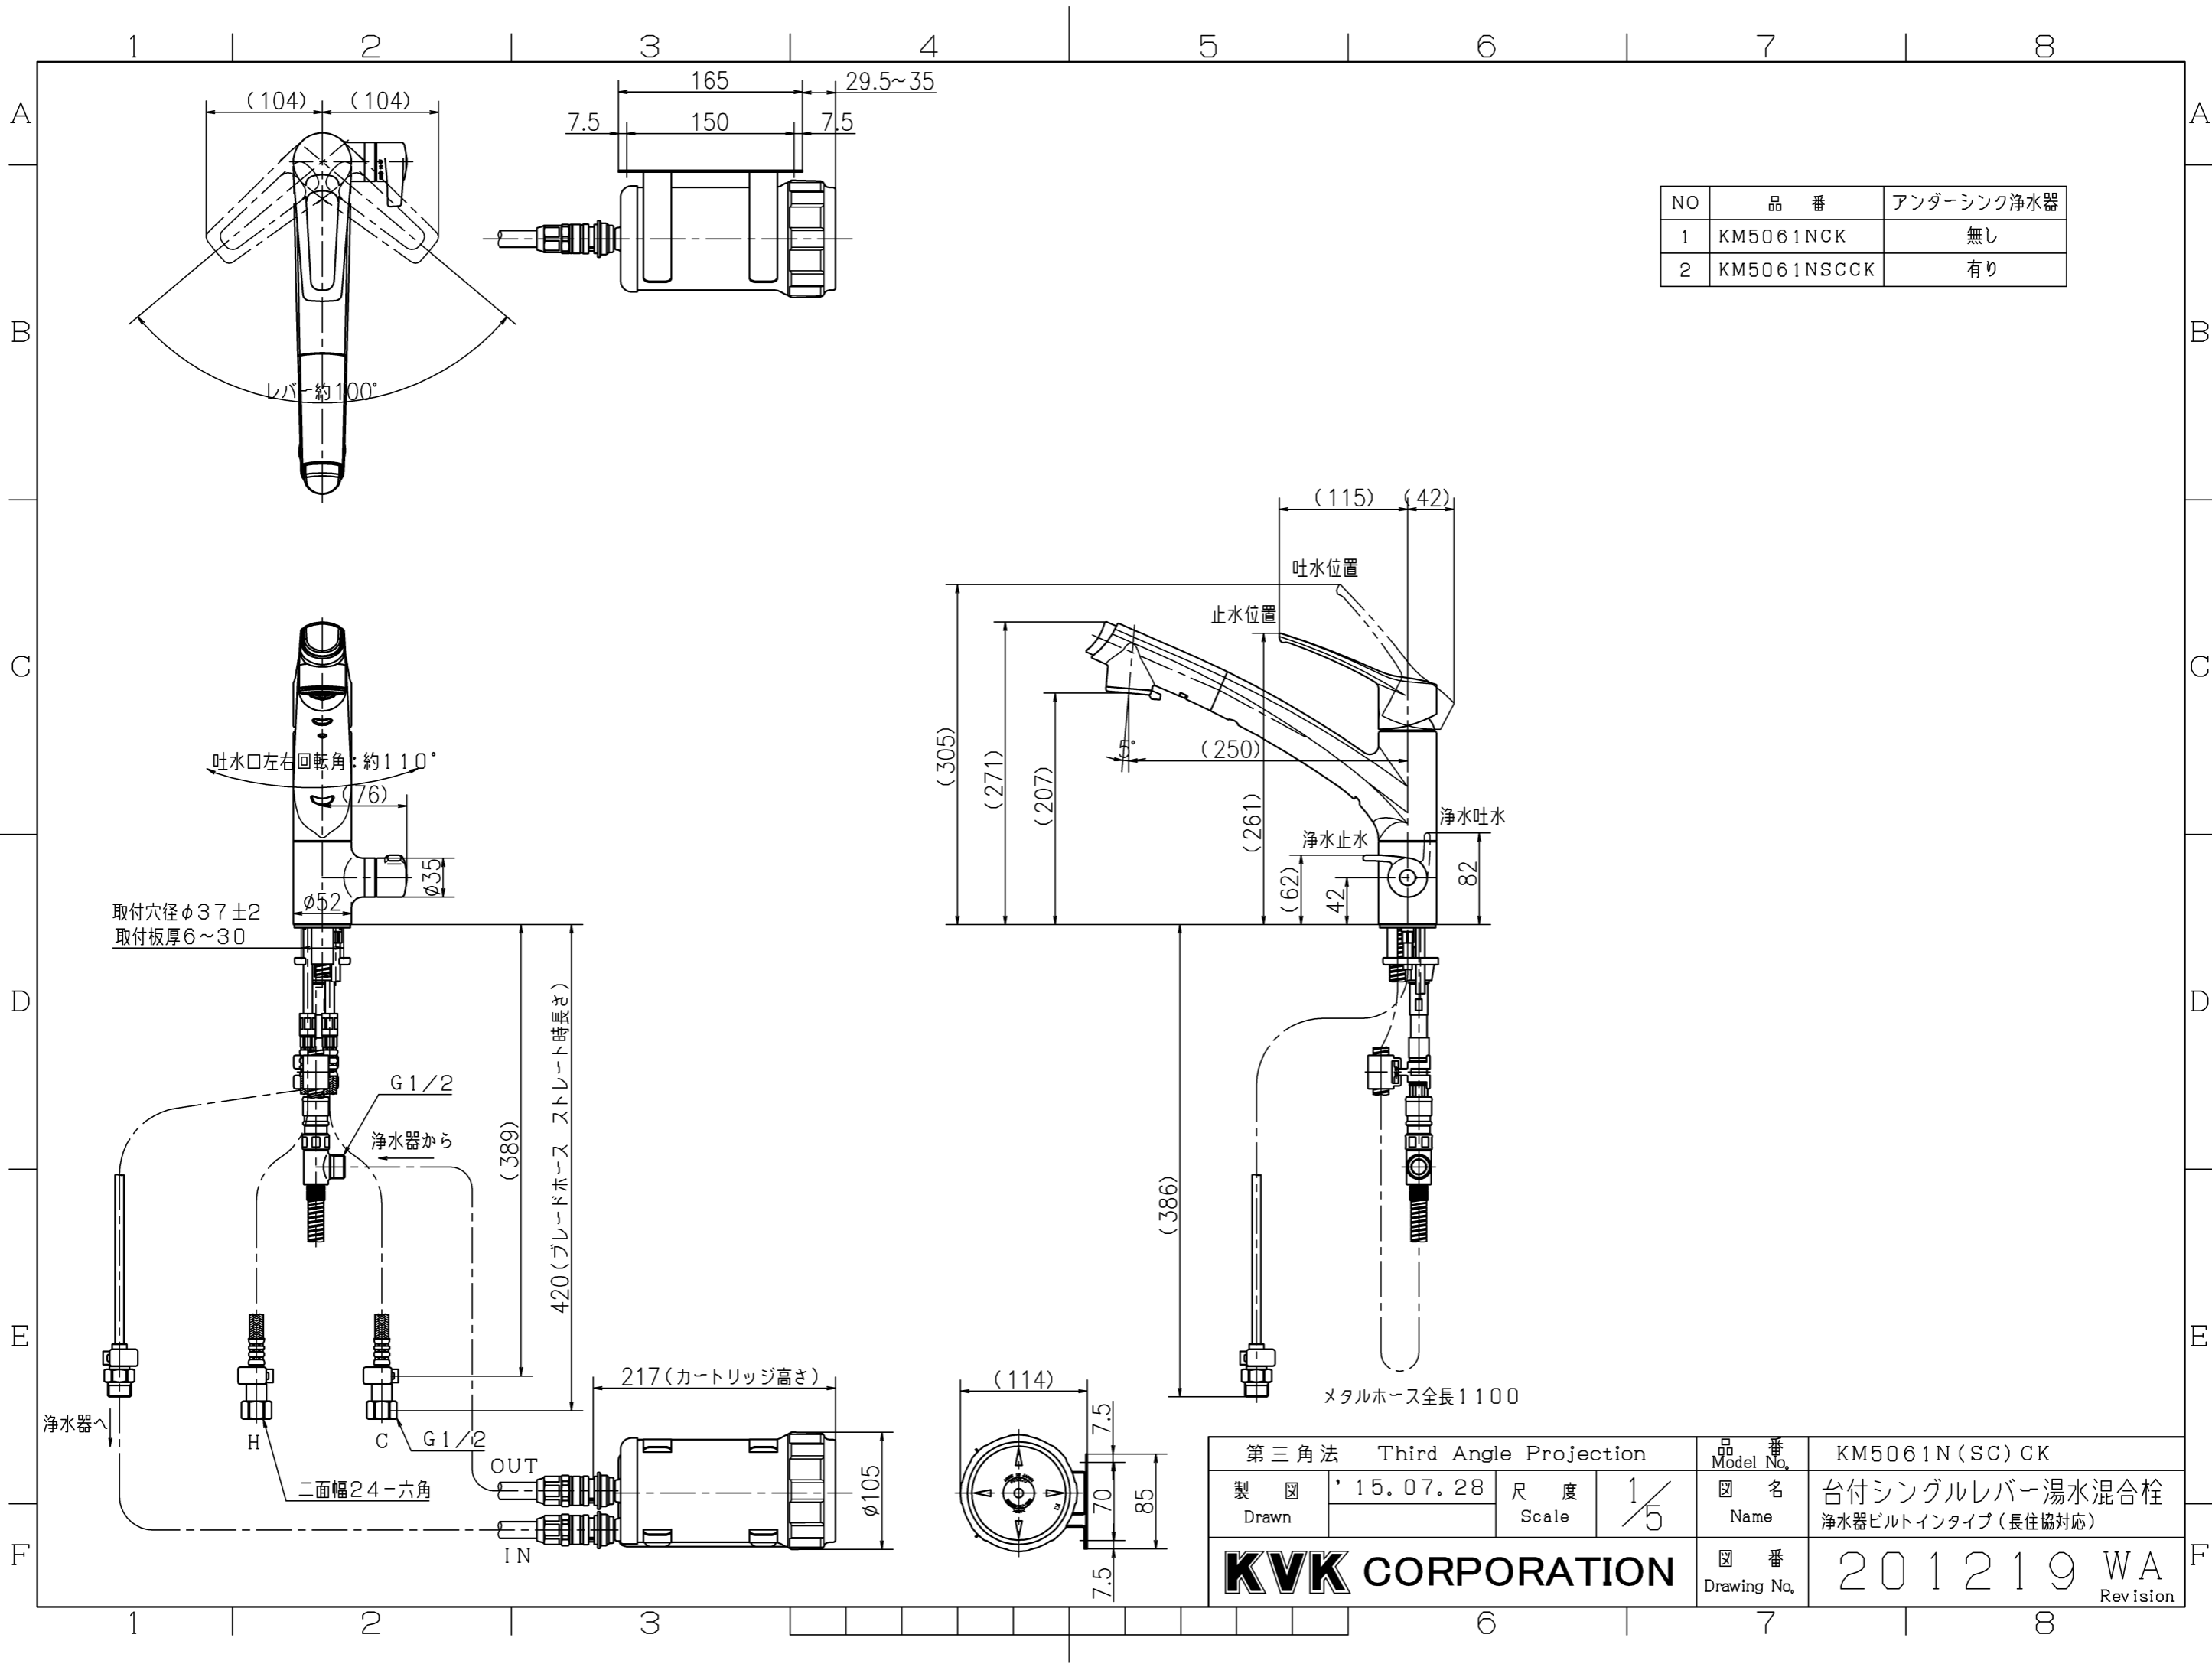 1 2 3 4 5 6 7 8
A A
B B
C C
D D
E E
F F
(104) (104)
レバー約100°
165
29.5~35
7.5 150 7.5
NO 品 番 アンダーシンク浄水器
1 KM5061NCK 無し
2 KM5061NSCCK 有り
(115) (42)
吐水位置
止水位置
(305)
(271)
(207)
5°
(250)
(261)
浄水吐水
浄水止水
(62)
42
82
吐水口左右回転角:約110°
(76)
φ35
φ52
取付穴径φ37±2
取付板厚6~30
G1/2
浄水器から
(389)
420(ブレードホース ストレート時長さ)
(386)
メタルホース全長1100
浄水器へ
H
C
G1/2
二面幅24-六角
217(カートリッジ高さ)
OUT
IN
φ105
(114)
7.5
70
85
7.5
第三角法 Third Angle Projection
品 番 Model No.
KM5061N(SC)CK
製 図 Drawn
'15.07.28
尺 度 Scale
1/5
図 名 Name
台付シングルレバー湯水混合栓
浄水器ビルトインタイプ(長住協対応)
KVK CORPORATION
図 番 Drawing No.
201219 WA
Revision
1 2 3 6 7 8